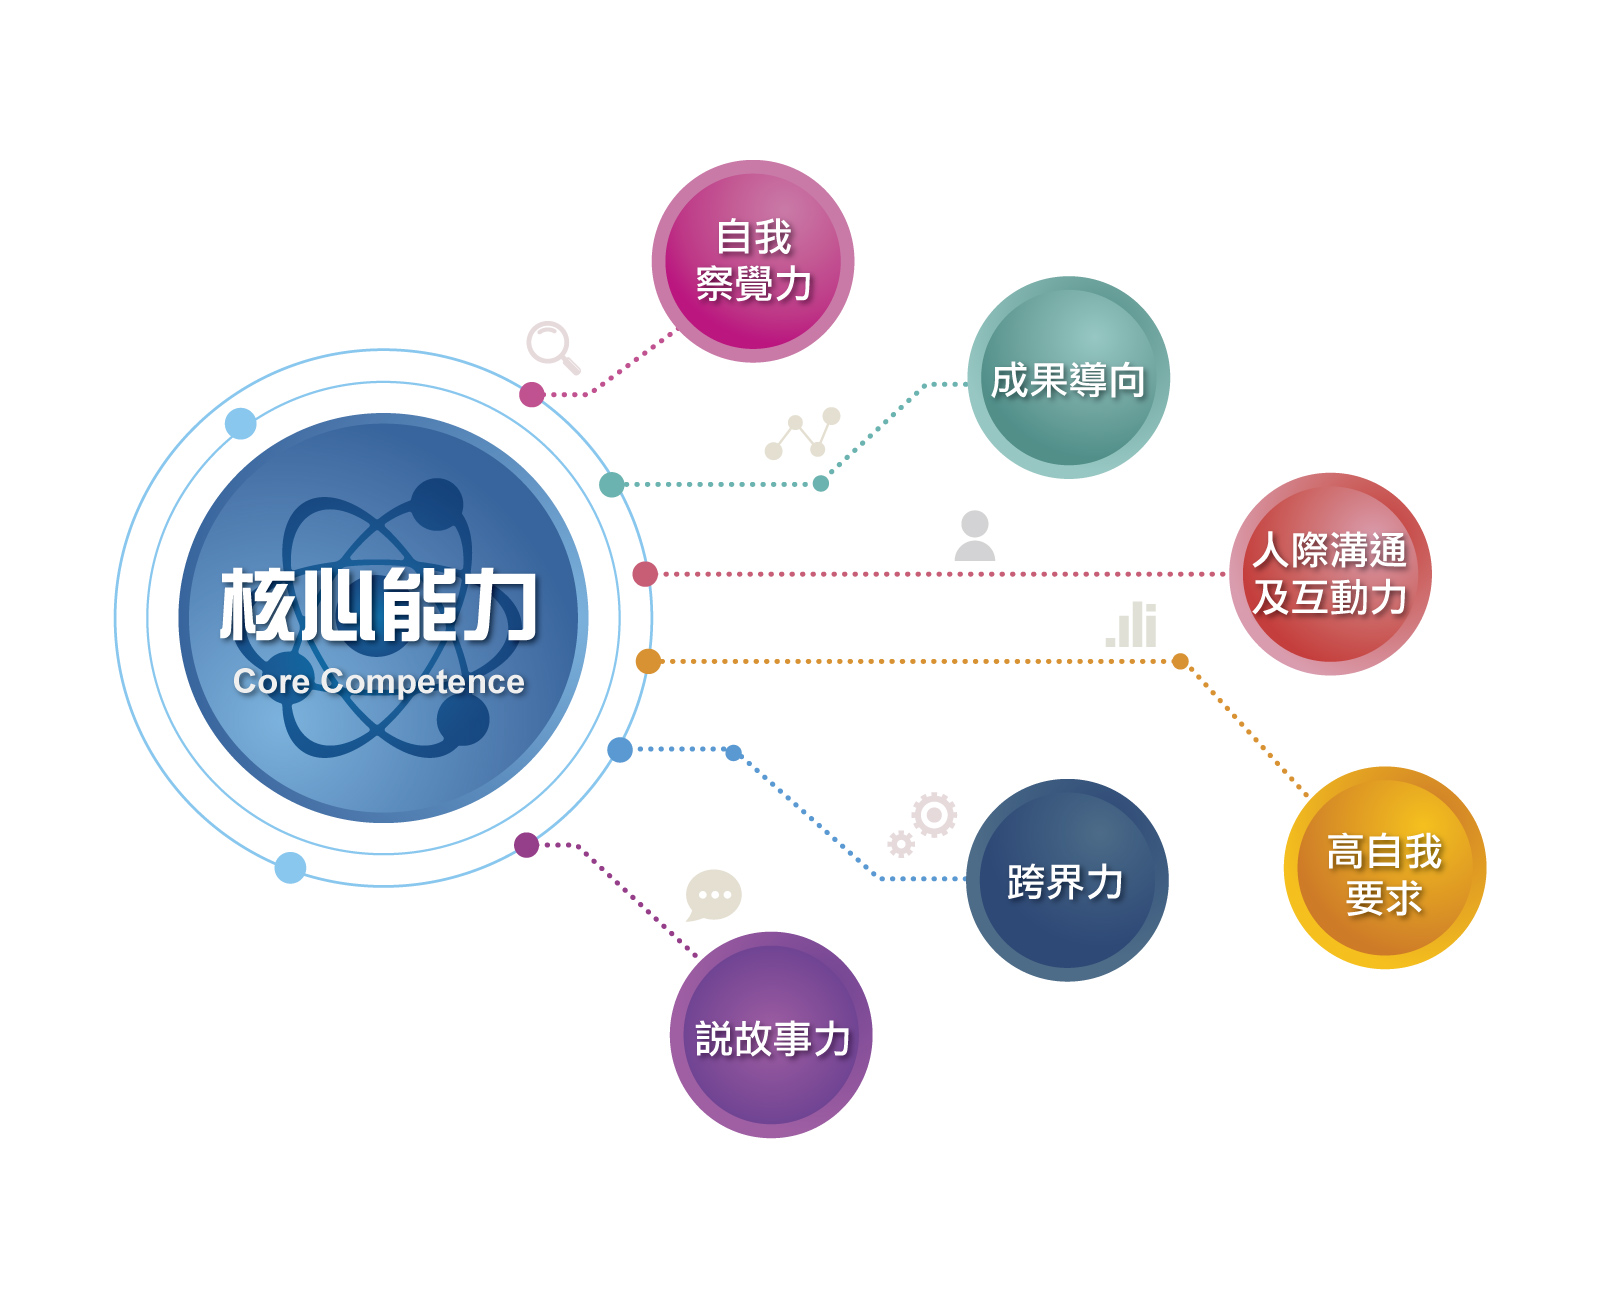 核心能力
Core Competence
自我
察覺力
成果導向
人際溝通
及互動力
高自我
要求
跨界力
説故事力